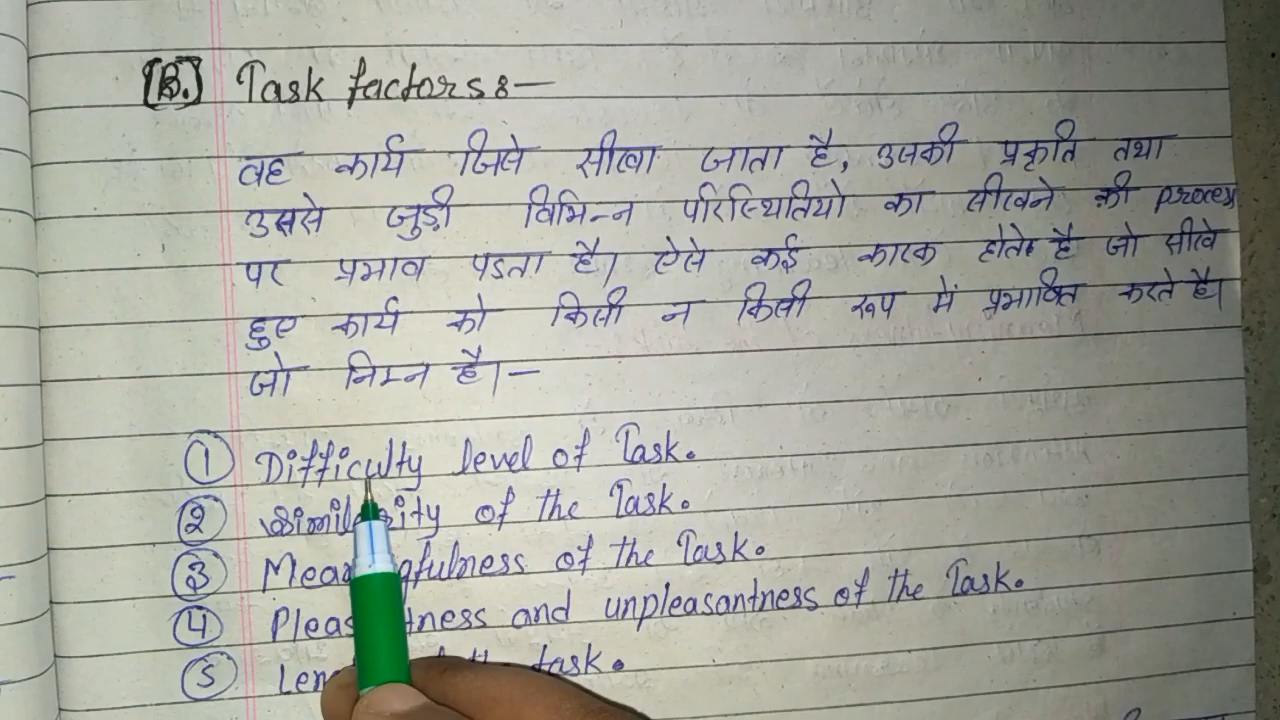 [B.] Task factors :-
वह कार्य जिसे सीखा जाता है, उसकी प्रकृति तथा
उससे जुड़ी विभिन्न परिस्थितियो का सीखने की process
पर प्रभाव पडता है। ऐसे कई कारक होते है जो सीखे
हुए कार्य को किसी न किसी रूप में प्रभावित करते है।
जो निम्न है।-
① Difficulty level of Task.
② of the Task.
③ of the Task.
④ and unpleasantness of the Task.
⑤ task.